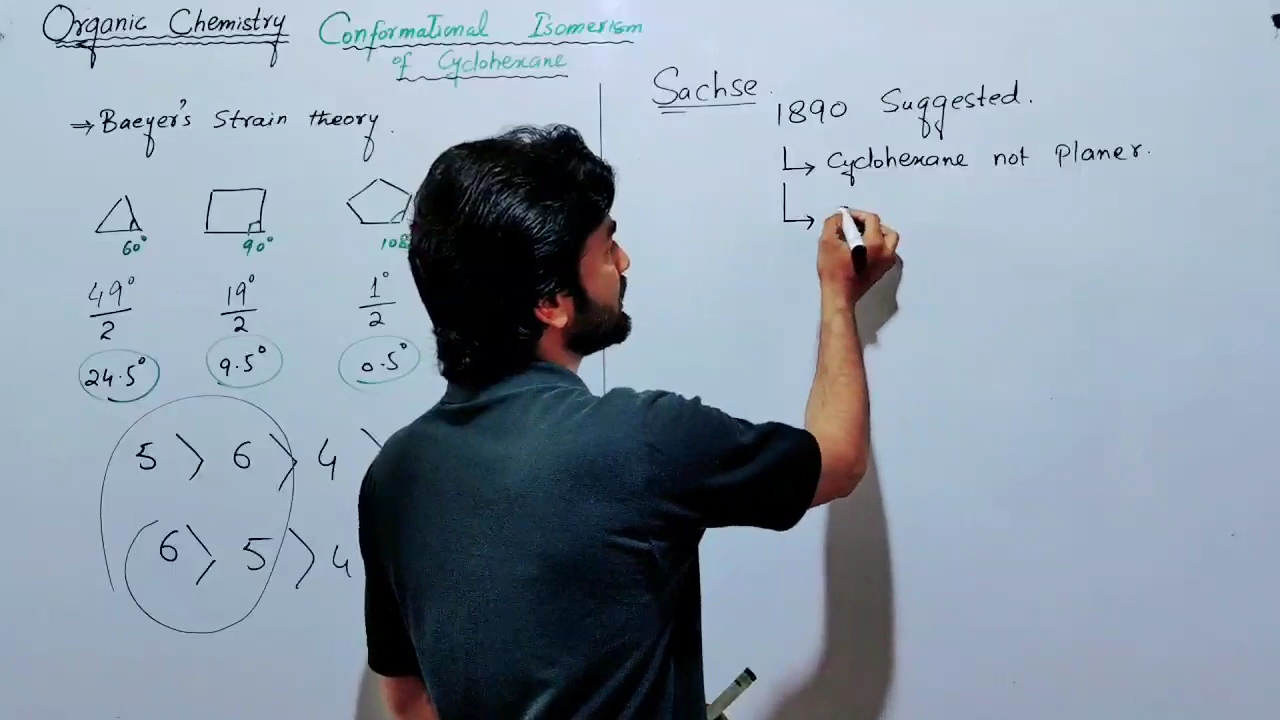 Organic Chemistry Conformational Isomerism
of Cyclohexane
⇒ Baeyer's Strain theory.
60° 90° 108
49°/2 19°/2 1°/2
24.5° 9.5° 0.5°
5 > 6 > 4 >
6 > 5 > 4
Sachse.
1890 Suggested.
↳ Cyclohexane not Planer.
↳